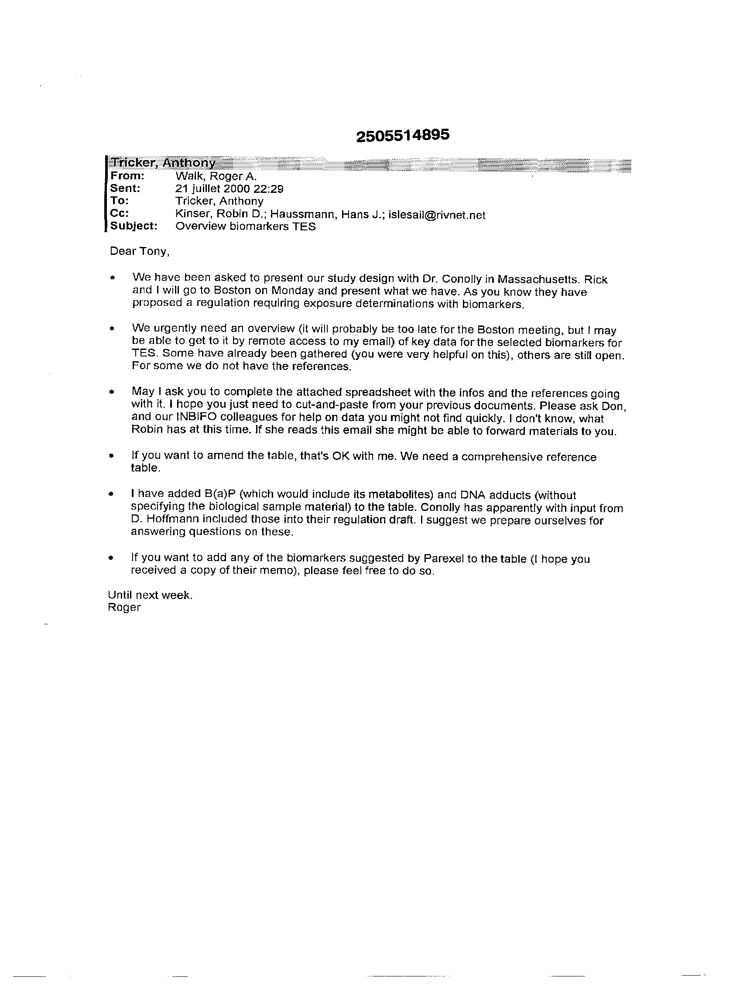 2505514895
Tricker, Anthony
From: Walk, Roger A.
Sent: 21 juillet 2000 22:29
To: Tricker, Anthony
Cc: Kinser, Robin D.; Haussmann, Hans J.; islesail@rivnet.net
Subject: Overview biomarkers TES
Dear Tony,
• We have been asked to present our study design with Dr. Conolly in Massachusetts. Rick
and I will go to Boston on Monday and present what we have. As you know they have
proposed a regulation requiring exposure determinations with biomarkers.
• We urgently need an overview (it will probably be too late for the Boston meeting, but I may
be able to get to it by remote access to my email) of key data for the selected biomarkers for
TES. Some have already been gathered (you were very helpful on this), others are still open.
For some we do not have the references.
• May I ask you to complete the attached spreadsheet with the infos and the references going
with it. I hope you just need to cut-and-paste from your previous documents. Please ask Don,
and our INBIFO colleagues for help on data you might not find quickly. I don't know, what
Robin has at this time. If she reads this email she might be able to forward materials to you.
• If you want to amend the table, that's OK with me. We need a comprehensive reference
table.
• I have added B(a)P (which would include its metabolites) and DNA adducts (without
specifying the biological sample material) to the table. Conolly has apparently with input from
D. Hoffmann included those into their regulation draft. I suggest we prepare ourselves for
answering questions on these.
• If you want to add any of the biomarkers suggested by Parexel to the table (I hope you
received a copy of their memo), please feel free to do so.
Until next week.
Roger